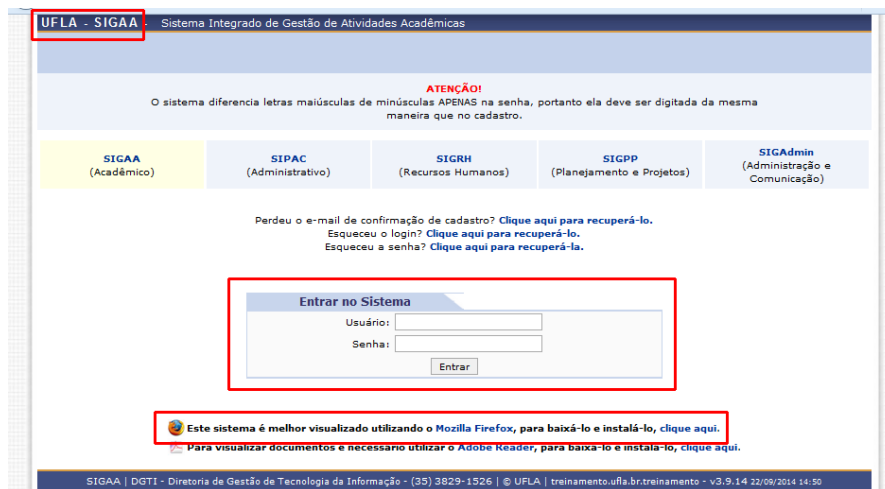 UFLA - SIGAA - Sistema Integrado de Gestão de Atividades Acadêmicas
ATENÇÃO!
O sistema diferencia letras maiúsculas de minúsculas APENAS na senha, portanto ela deve ser digitada da mesma
maneira que no cadastro.
SIGAA
(Acadêmico)
SIPAC
(Administrativo)
SIGRH
(Recursos Humanos)
SIGPP
(Planejamento e Projetos)
SIGAdmin
(Administração e
Comunicação)
Perdeu o e-mail de confirmação de cadastro? Clique aqui para recuperá-lo.
Esqueceu o login? Clique aqui para recuperá-lo.
Esqueceu a senha? Clique aqui para recuperá-la.
Entrar no Sistema
Usuário:
Senha:
Entrar
Este sistema é melhor visualizado utilizando o Mozilla Firefox, para baixá-lo e instalá-lo, clique aqui.
Para visualizar documentos é necessário utilizar o Adobe Reader, para baixá-lo e instalá-lo, clique aqui.
SIGAA | DGTI - Diretoria de Gestão de Tecnologia da Informação - (35) 3829-1526 | © UFLA | treinamento.ufla.br.treinamento - v3.9.14 22/09/2014 14:50